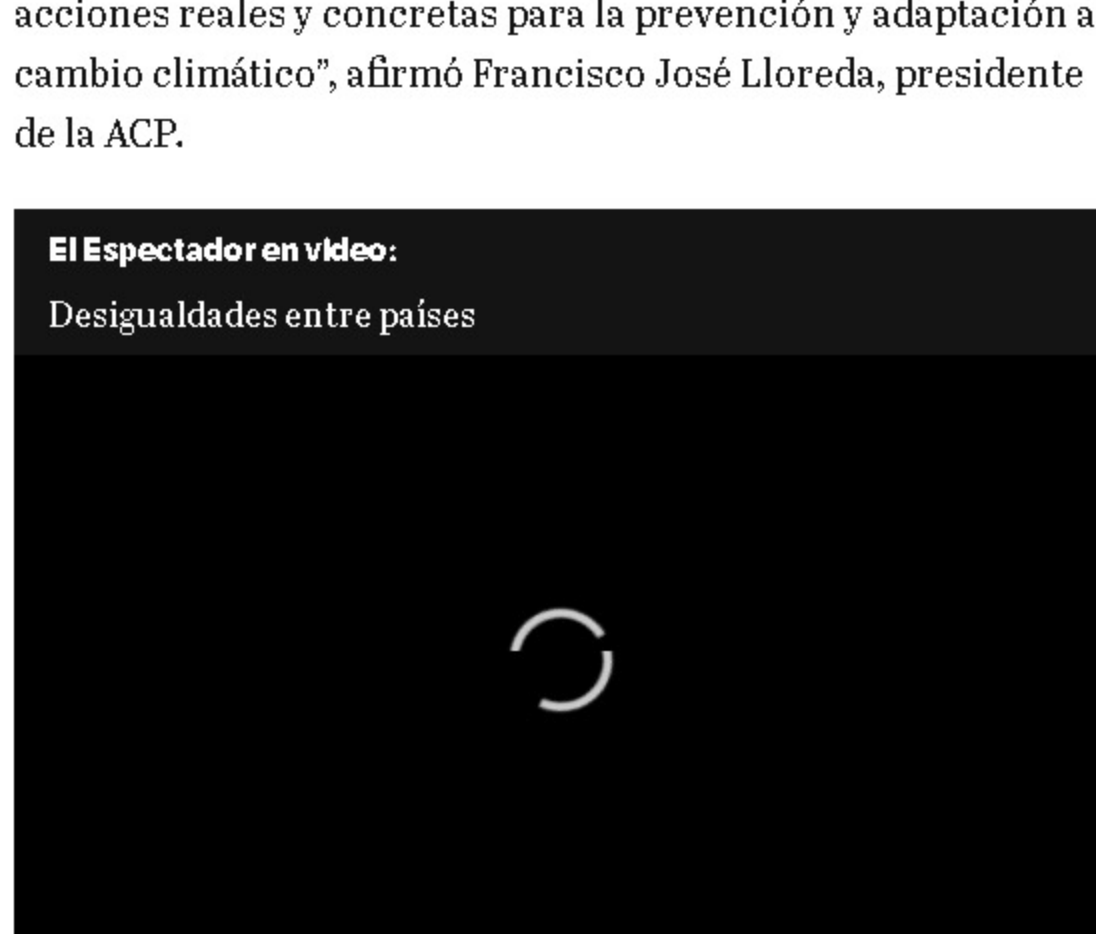 acciones reales y concretas para la prevención y adaptación a
cambio climático”, afirmó Francisco José Lloreda, presidente
de la ACP.
El Espectador en video:
Desigualdades entre países